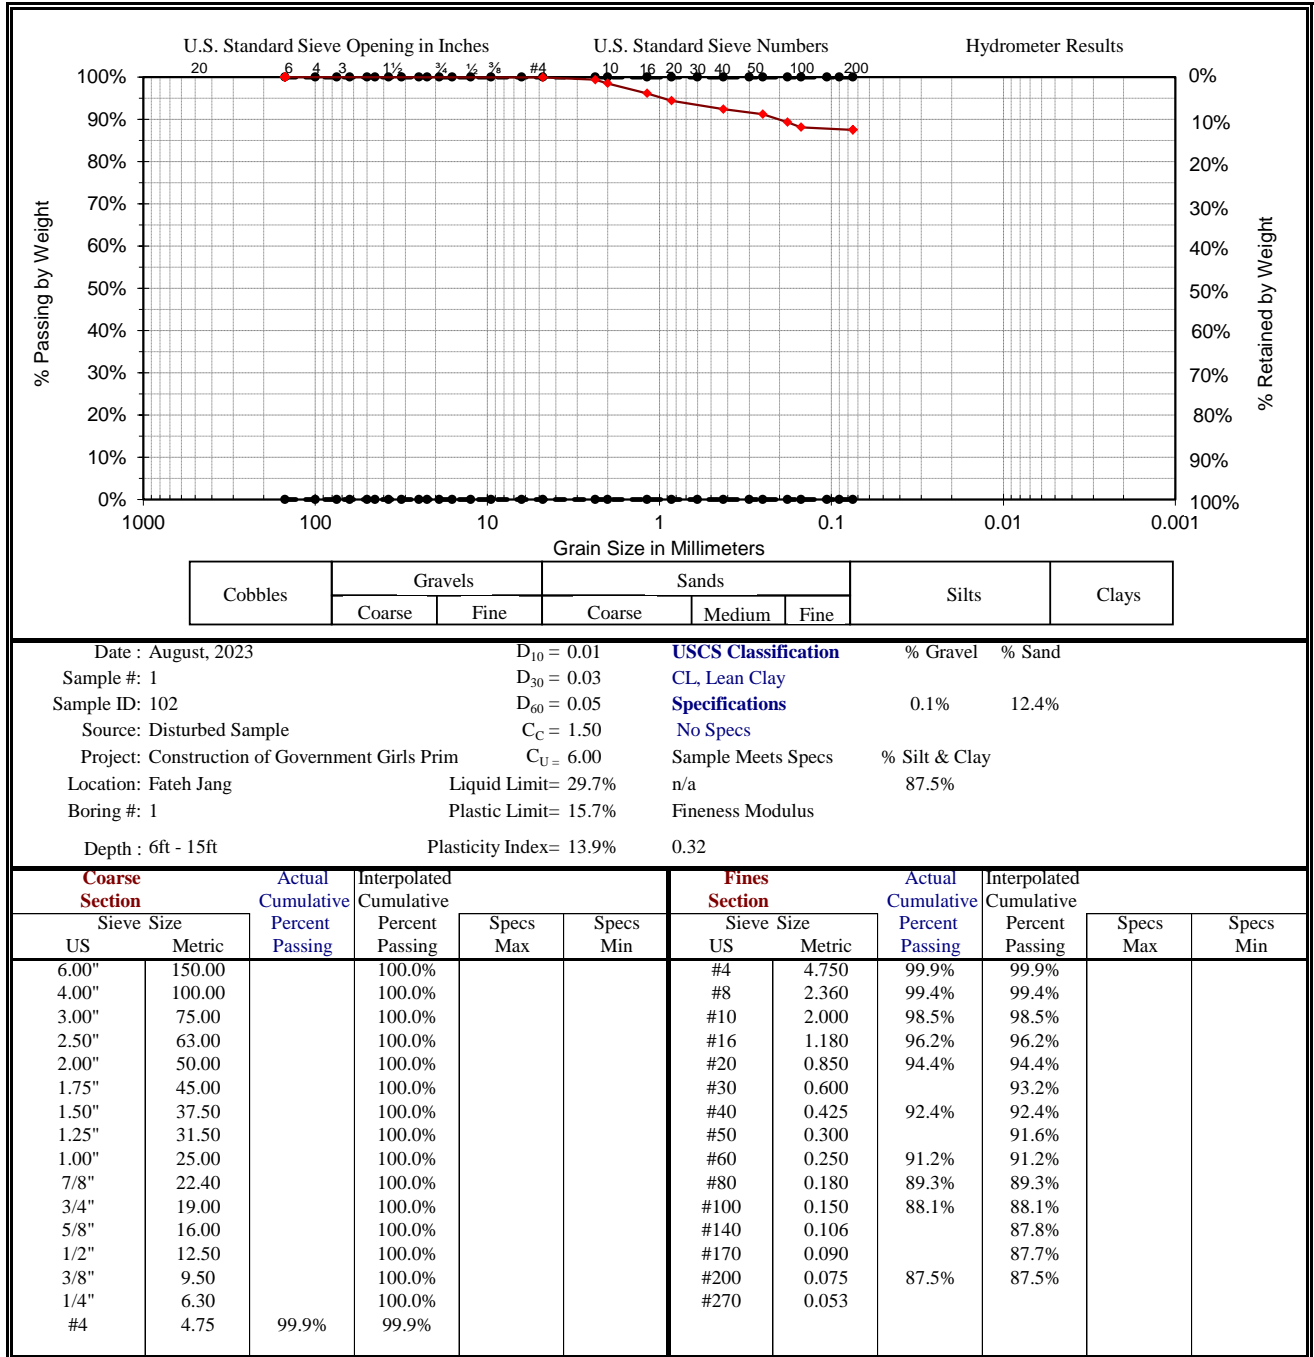 U.S. Standard Sieve Opening in Inches U.S. Standard Sieve Numbers Hydrometer Results
20 6 4 3 1½ ¾ ½ ⅜ #4 10 16 20 30 40 50 100 200
100% 0%
90% 10%
80% 20%
70% 30%
60% 40%
50% 50%
40% 60%
30% 70%
20% 80%
10% 90%
0% 100%
% Passing by Weight
% Retained by Weight
1000 100 10 1 0.1 0.01 0.001
Grain Size in Millimeters
Cobbles Gravels Sands Silts Clays
Coarse Fine Coarse Medium Fine
Date : August, 2023 D10 = 0.01 USCS Classification % Gravel % Sand
Sample #: 1 D30 = 0.03 CL, Lean Clay
Sample ID: 102 D60 = 0.05 Specifications 0.1% 12.4%
Source: Disturbed Sample CC = 1.50 No Specs
Project: Construction of Government Girls Prim CU = 6.00 Sample Meets Specs % Silt & Clay
Location: Fateh Jang Liquid Limit= 29.7% n/a 87.5%
Boring #: 1 Plastic Limit= 15.7% Fineness Modulus
Depth : 6ft - 15ft Plasticity Index= 13.9% 0.32
Coarse Actual Interpolated Fines Actual Interpolated
Section Cumulative Cumulative Section Cumulative Cumulative
Sieve Size Percent Percent Specs Specs Sieve Size Percent Percent Specs Specs
US Metric Passing Passing Max Min US Metric Passing Passing Max Min
6.00" 150.00 100.0% #4 4.750 99.9% 99.9%
4.00" 100.00 100.0% #8 2.360 99.4% 99.4%
3.00" 75.00 100.0% #10 2.000 98.5% 98.5%
2.50" 63.00 100.0% #16 1.180 96.2% 96.2%
2.00" 50.00 100.0% #20 0.850 94.4% 94.4%
1.75" 45.00 100.0% #30 0.600 93.2%
1.50" 37.50 100.0% #40 0.425 92.4% 92.4%
1.25" 31.50 100.0% #50 0.300 91.6%
1.00" 25.00 100.0% #60 0.250 91.2% 91.2%
7/8" 22.40 100.0% #80 0.180 89.3% 89.3%
3/4" 19.00 100.0% #100 0.150 88.1% 88.1%
5/8" 16.00 100.0% #140 0.106 87.8%
1/2" 12.50 100.0% #170 0.090 87.7%
3/8" 9.50 100.0% #200 0.075 87.5% 87.5%
1/4" 6.30 100.0% #270 0.053
#4 4.75 99.9% 99.9%